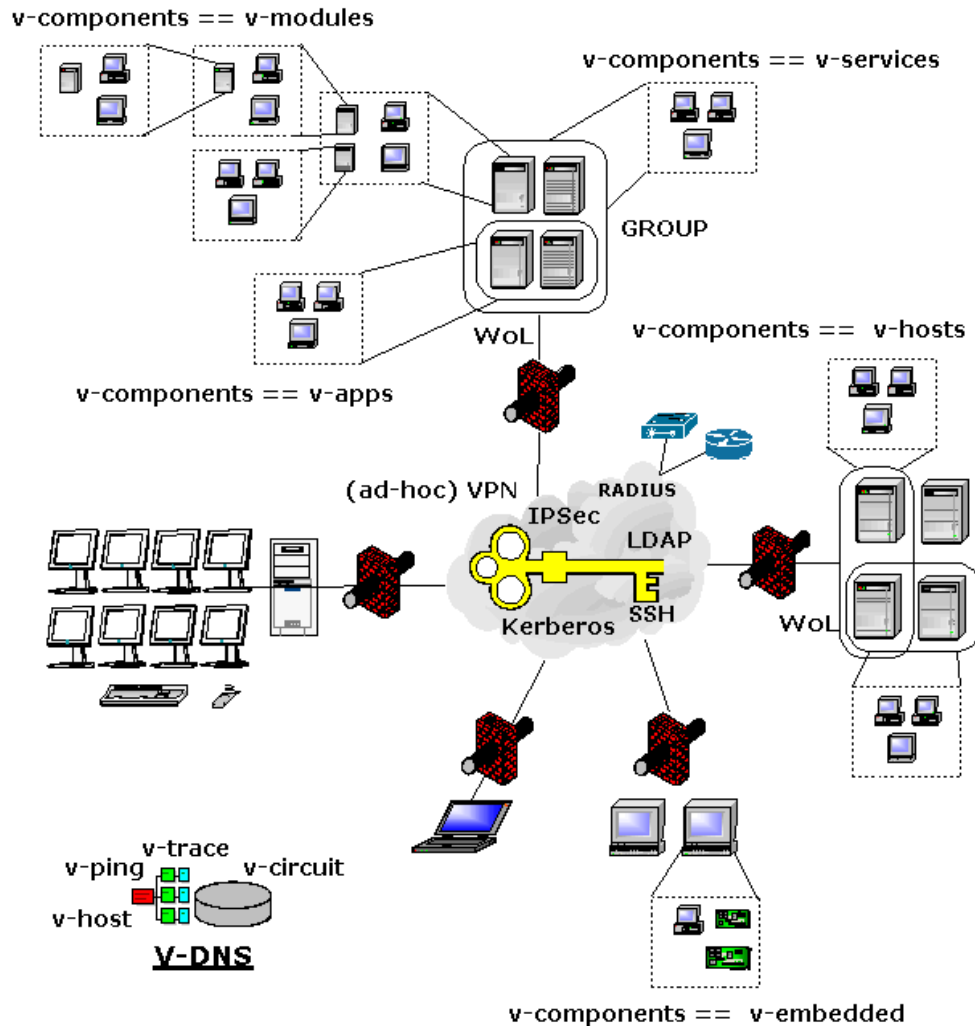 v-components == v-modules
v-components == v-services
GROUP
WoL
v-components == v-hosts
v-components == v-apps
(ad-hoc) VPN
RADIUS
IPSec
LDAP
SSH
Kerberos
WoL
v-trace
v-ping
v-circuit
v-host
V-DNS
v-components == v-embedded